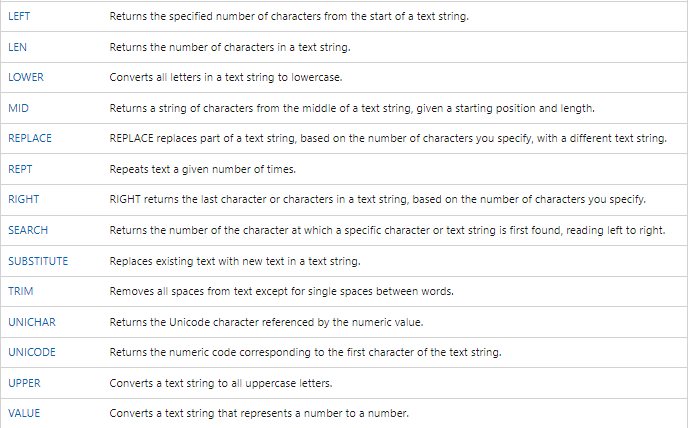 LEFT Returns the specified number of characters from the start of a text string.
LEN Returns the number of characters in a text string.
LOWER Converts all letters in a text string to lowercase.
MID Returns a string of characters from the middle of a text string, given a starting position and length.
REPLACE REPLACE replaces part of a text string, based on the number of characters you specify, with a different text string.
REPT Repeats text a given number of times.
RIGHT RIGHT returns the last character or characters in a text string, based on the number of characters you specify.
SEARCH Returns the number of the character at which a specific character or text string is first found, reading left to right.
SUBSTITUTE Replaces existing text with new text in a text string.
TRIM Removes all spaces from text except for single spaces between words.
UNICHAR Returns the Unicode character referenced by the numeric value.
UNICODE Returns the numeric code corresponding to the first character of the text string.
UPPER Converts a text string to all uppercase letters.
VALUE Converts a text string that represents a number to a number.